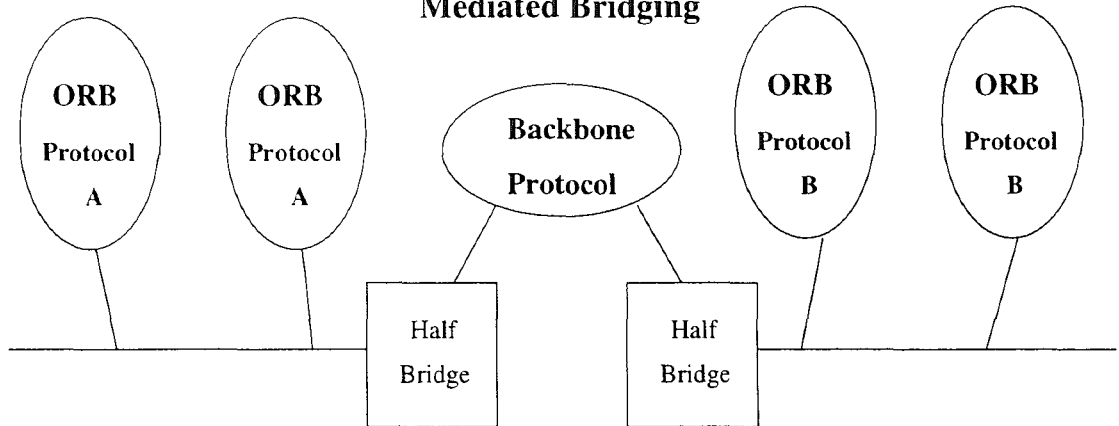 Mediated Bridging
ORB
Protocol
A
ORB
Protocol
A
Backbone
Protocol
ORB
Protocol
B
ORB
Protocol
B
Half
Bridge
Half
Bridge